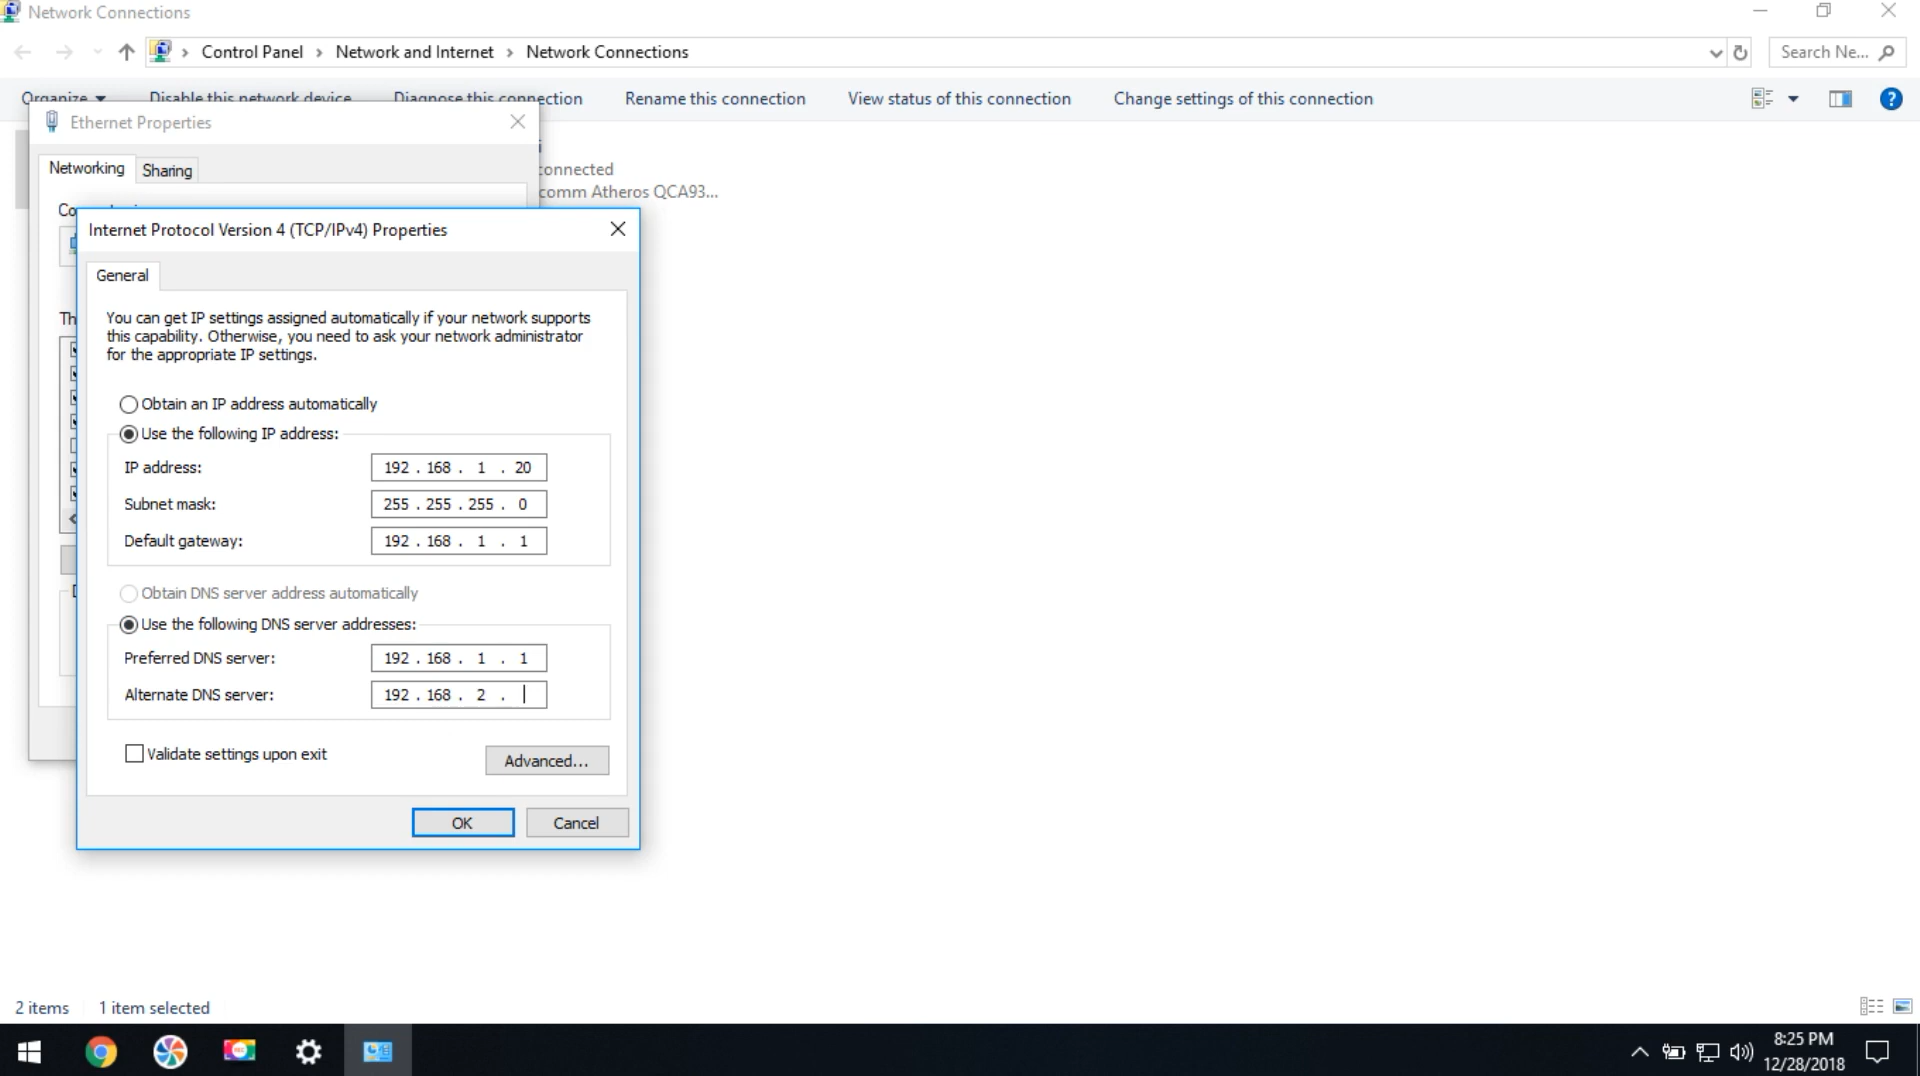 Network Connections
Control Panel > Network and Internet > Network Connections
Search Ne...
Organize Disable this network device Diagnose this connection Rename this connection View status of this connection Change settings of this connection
Ethernet Properties
Networking Sharing
connected
comm Atheros QCA93...
Internet Protocol Version 4 (TCP/IPv4) Properties
General
You can get IP settings assigned automatically if your network supports
this capability. Otherwise, you need to ask your network administrator
for the appropriate IP settings.
Obtain an IP address automatically
Use the following IP address:
IP address: 192 . 168 . 1 . 20
Subnet mask: 255 . 255 . 255 . 0
Default gateway: 192 . 168 . 1 . 1
Obtain DNS server address automatically
Use the following DNS server addresses:
Preferred DNS server: 192 . 168 . 1 . 1
Alternate DNS server: 192 . 168 . 2 .
Validate settings upon exit
Advanced...
OK Cancel
2 items 1 item selected
8:25 PM
12/28/2018